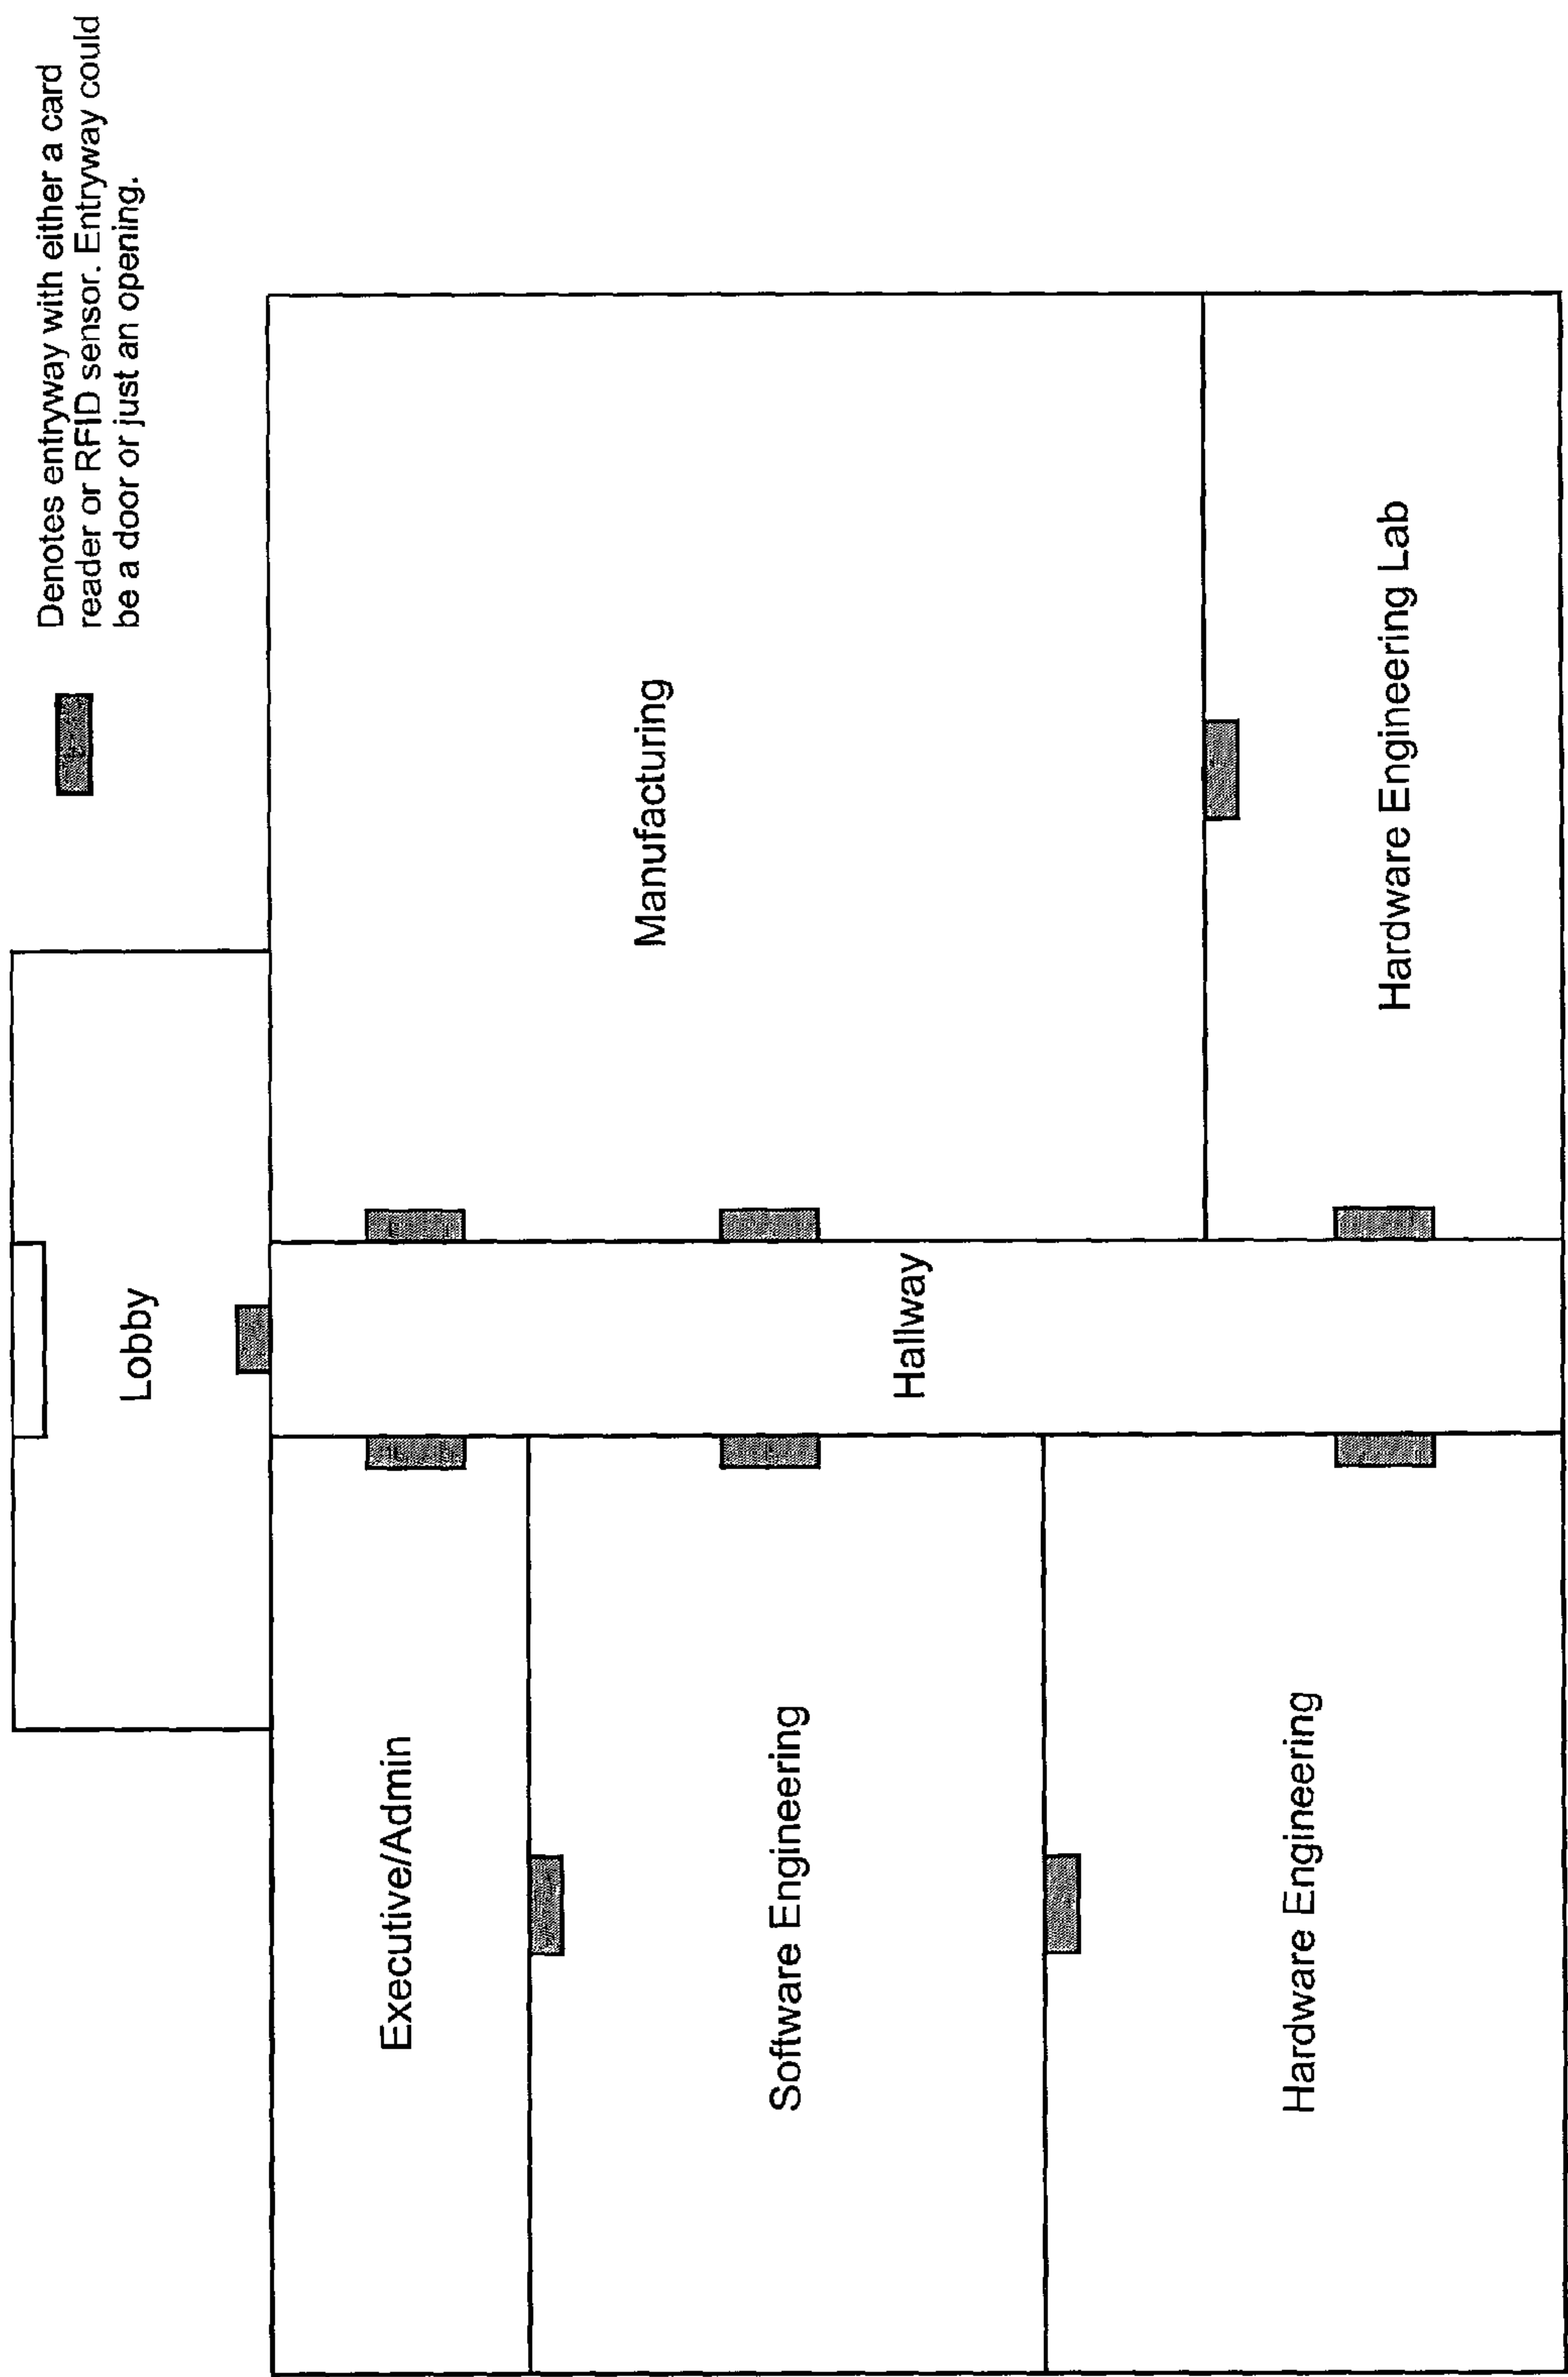 Denotes entryway with either a card
reader or RFID sensor. Entryway could
be a door or just an opening.
Lobby
Executive/Admin
Manufacturing
Software Engineering
Hallway
Hardware Engineering
Hardware Engineering Lab